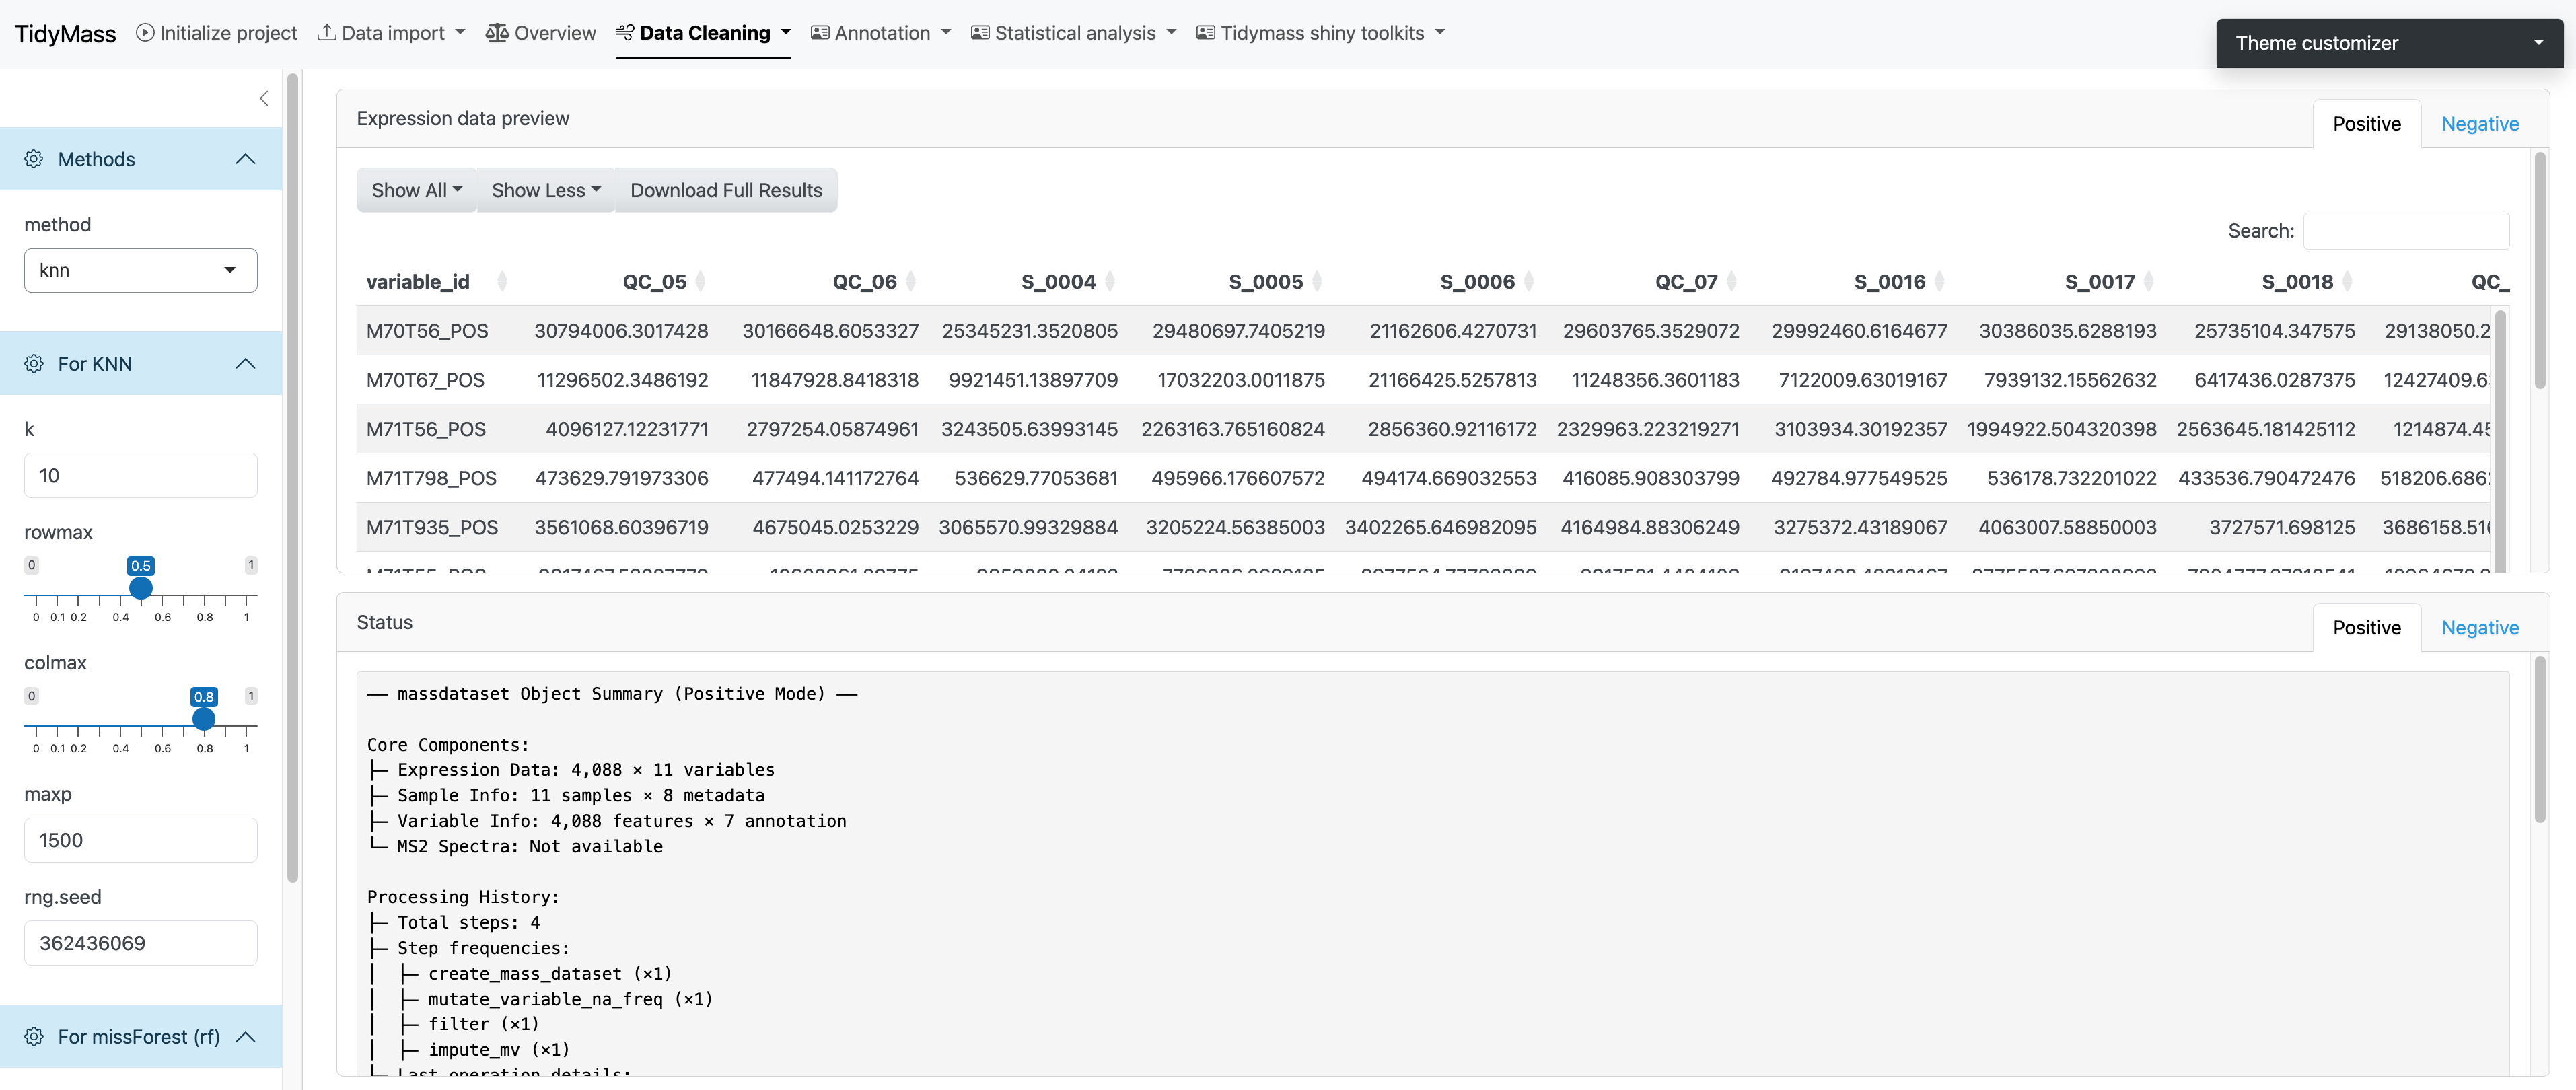 TidyMass Initialize project Data import Overview Data Cleaning Annotation Statistical analysis Tidymass shiny toolkits
Theme customizer
Methods
method
knn
For KNN
k
10
rowmax
0 0.5 1
0 0.1 0.2 0.4 0.6 0.8 1
colmax
0 0.8 1
0 0.1 0.2 0.4 0.6 0.8 1
maxp
1500
rng.seed
362436069
For missForest (rf)
Expression data preview
Positive Negative
Show All Show Less Download Full Results
Search:
variable_id QC_05 QC_06 S_0004 S_0005 S_0006 QC_07 S_0016 S_0017 S_0018 QC_
M70T56_POS 30794006.3017428 30166648.6053327 25345231.3520805 29480697.7405219 21162606.4270731 29603765.3529072 29992460.6164677 30386035.6288193 25735104.347575 29138050.2
M70T67_POS 11296502.3486192 11847928.8418318 9921451.13897709 17032203.0011875 21166425.5257813 11248356.3601183 7122009.63019167 7939132.15562632 6417436.0287375 12427409.6
M71T56_POS 4096127.12231771 2797254.05874961 3243505.63993145 2263163.765160824 2856360.92116172 2329963.223219271 3103934.30192357 1994922.504320398 2563645.181425112 1214874.45
M71T798_POS 473629.791973306 477494.141172764 536629.77053681 495966.176607572 494174.669032553 416085.908303799 492784.977549525 536178.732201022 433536.790472476 518206.686
M71T935_POS 3561068.60396719 4675045.0253229 3065570.99329884 3205224.56385003 3402265.646982095 4164984.88306249 3275372.43189067 4063007.58850003 3727571.698125 3686158.51
Status
Positive Negative
── massdataset Object Summary (Positive Mode) ──
Core Components:
├─ Expression Data: 4,088 × 11 variables
├─ Sample Info: 11 samples × 8 metadata
├─ Variable Info: 4,088 features × 7 annotation
└─ MS2 Spectra: Not available
Processing History:
├─ Total steps: 4
├─ Step frequencies:
│ ├─ create_mass_dataset (×1)
│ ├─ mutate_variable_na_freq (×1)
│ ├─ filter (×1)
│ ├─ impute_mv (×1)
└─ Last operation details: